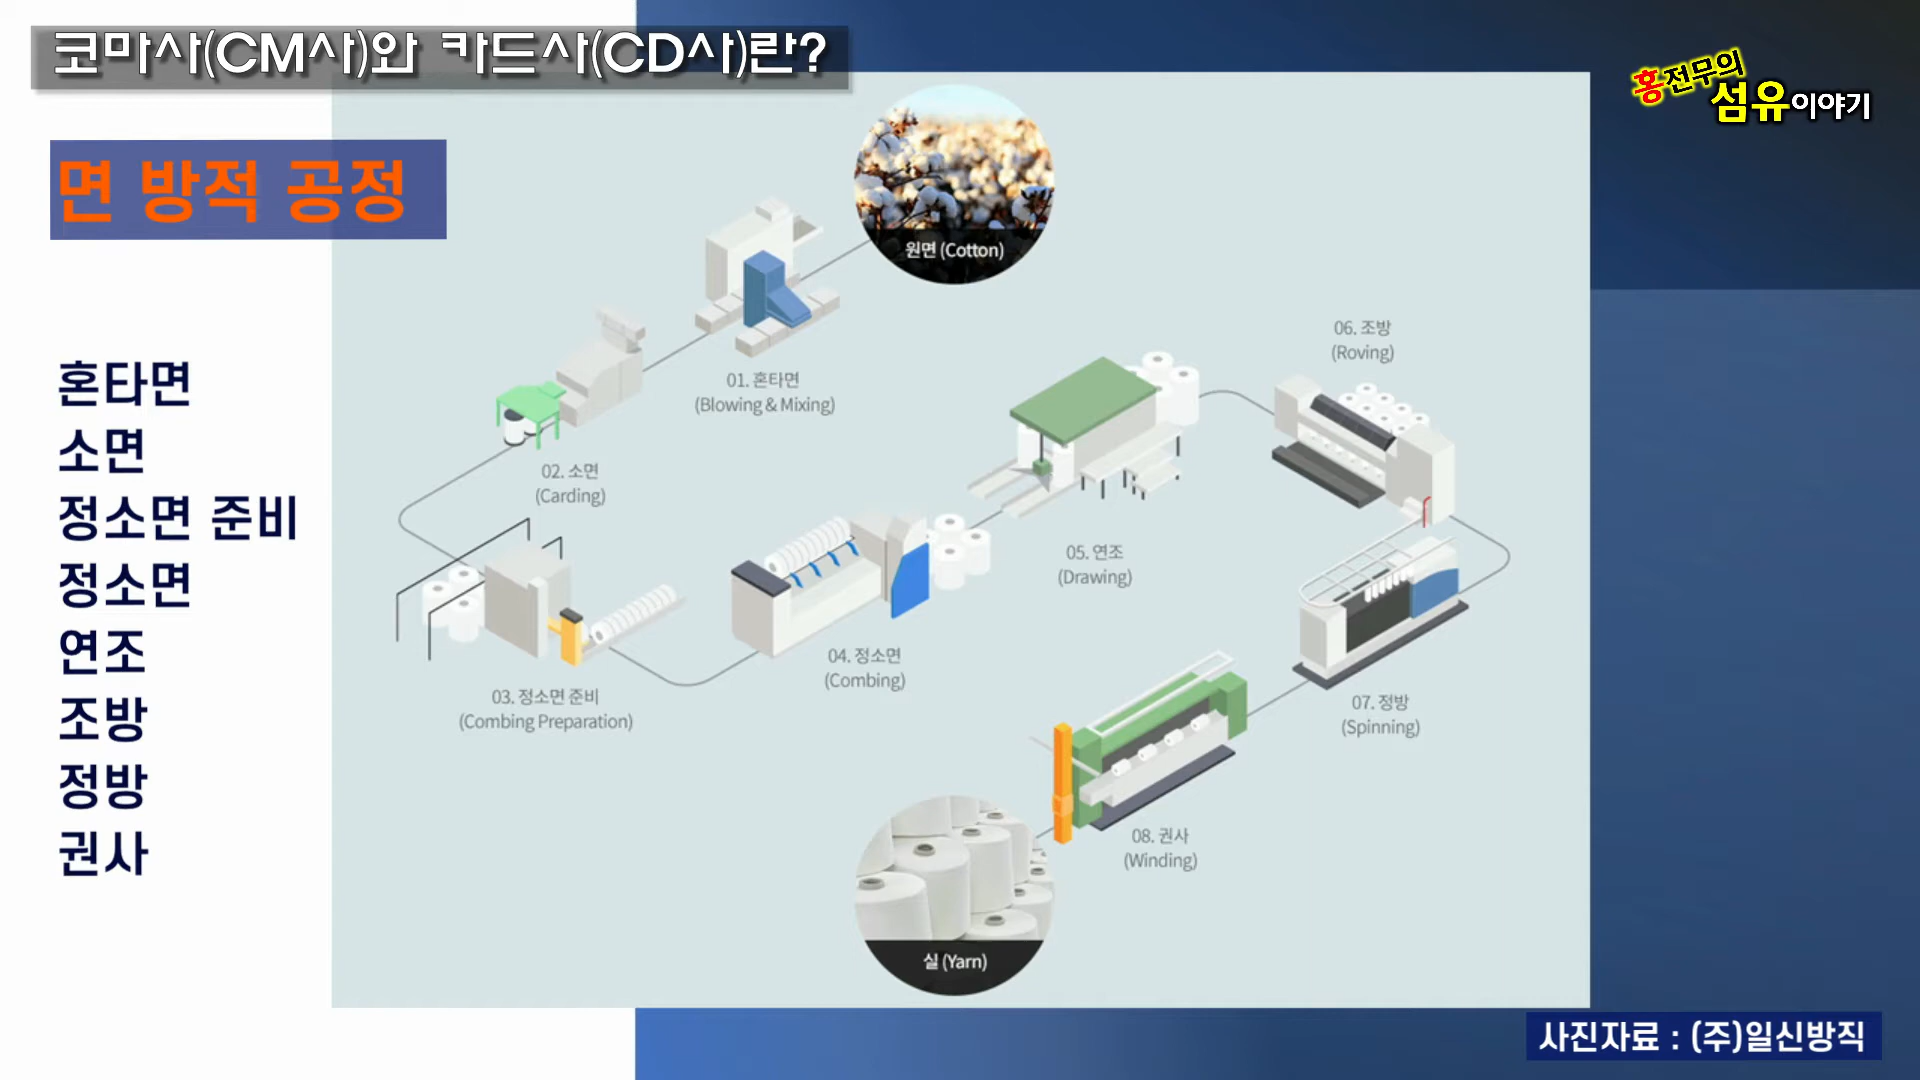 코마사(CM사)와 카드사(CD사)란?
홍전무의
섬유이야기
면 방적 공정
혼타면
소면
정소면 준비
정소면
연조
조방
정방
권사
원면 (Cotton)
01. 혼타면
(Blowing & Mixing)
02. 소면
(Carding)
03. 정소면 준비
(Combing Preparation)
04. 정소면
(Combing)
05. 연조
(Drawing)
06. 조방
(Roving)
07. 정방
(Spinning)
08. 권사
(Winding)
실 (Yarn)
사진자료 : (주)일신방직